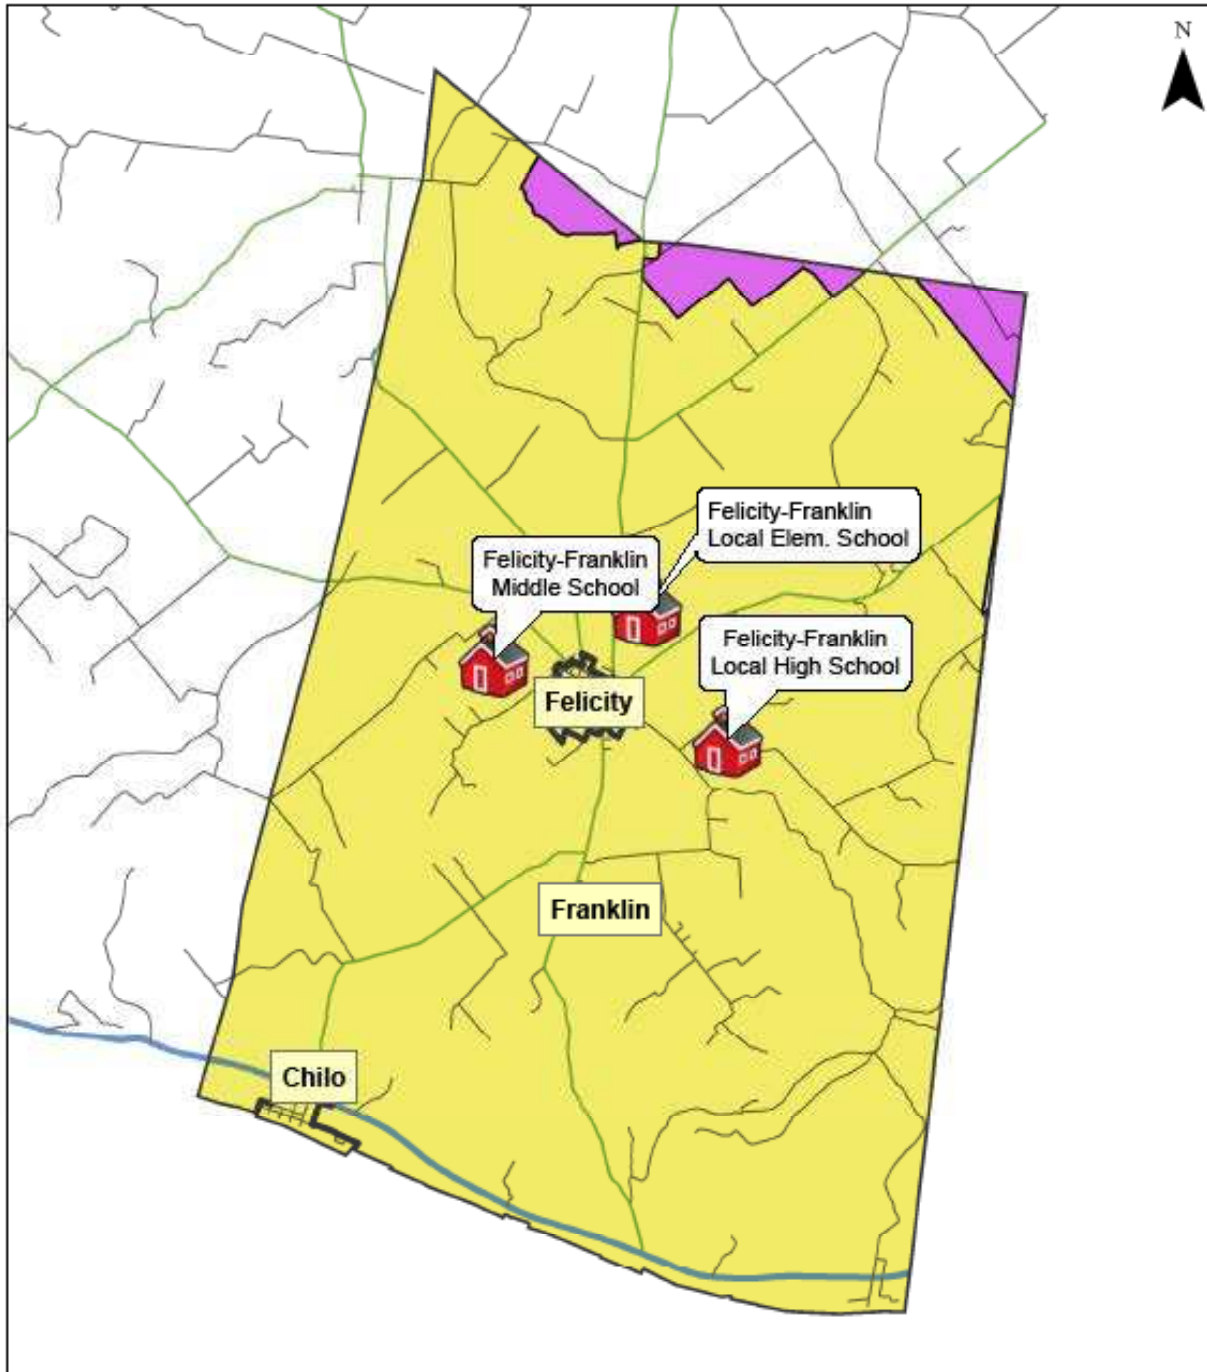 N
Felicity-Franklin
Local Elem. School
Felicity-Franklin
Middle School
Felicity-Franklin
Local High School
Felicity
Franklin
Chilo